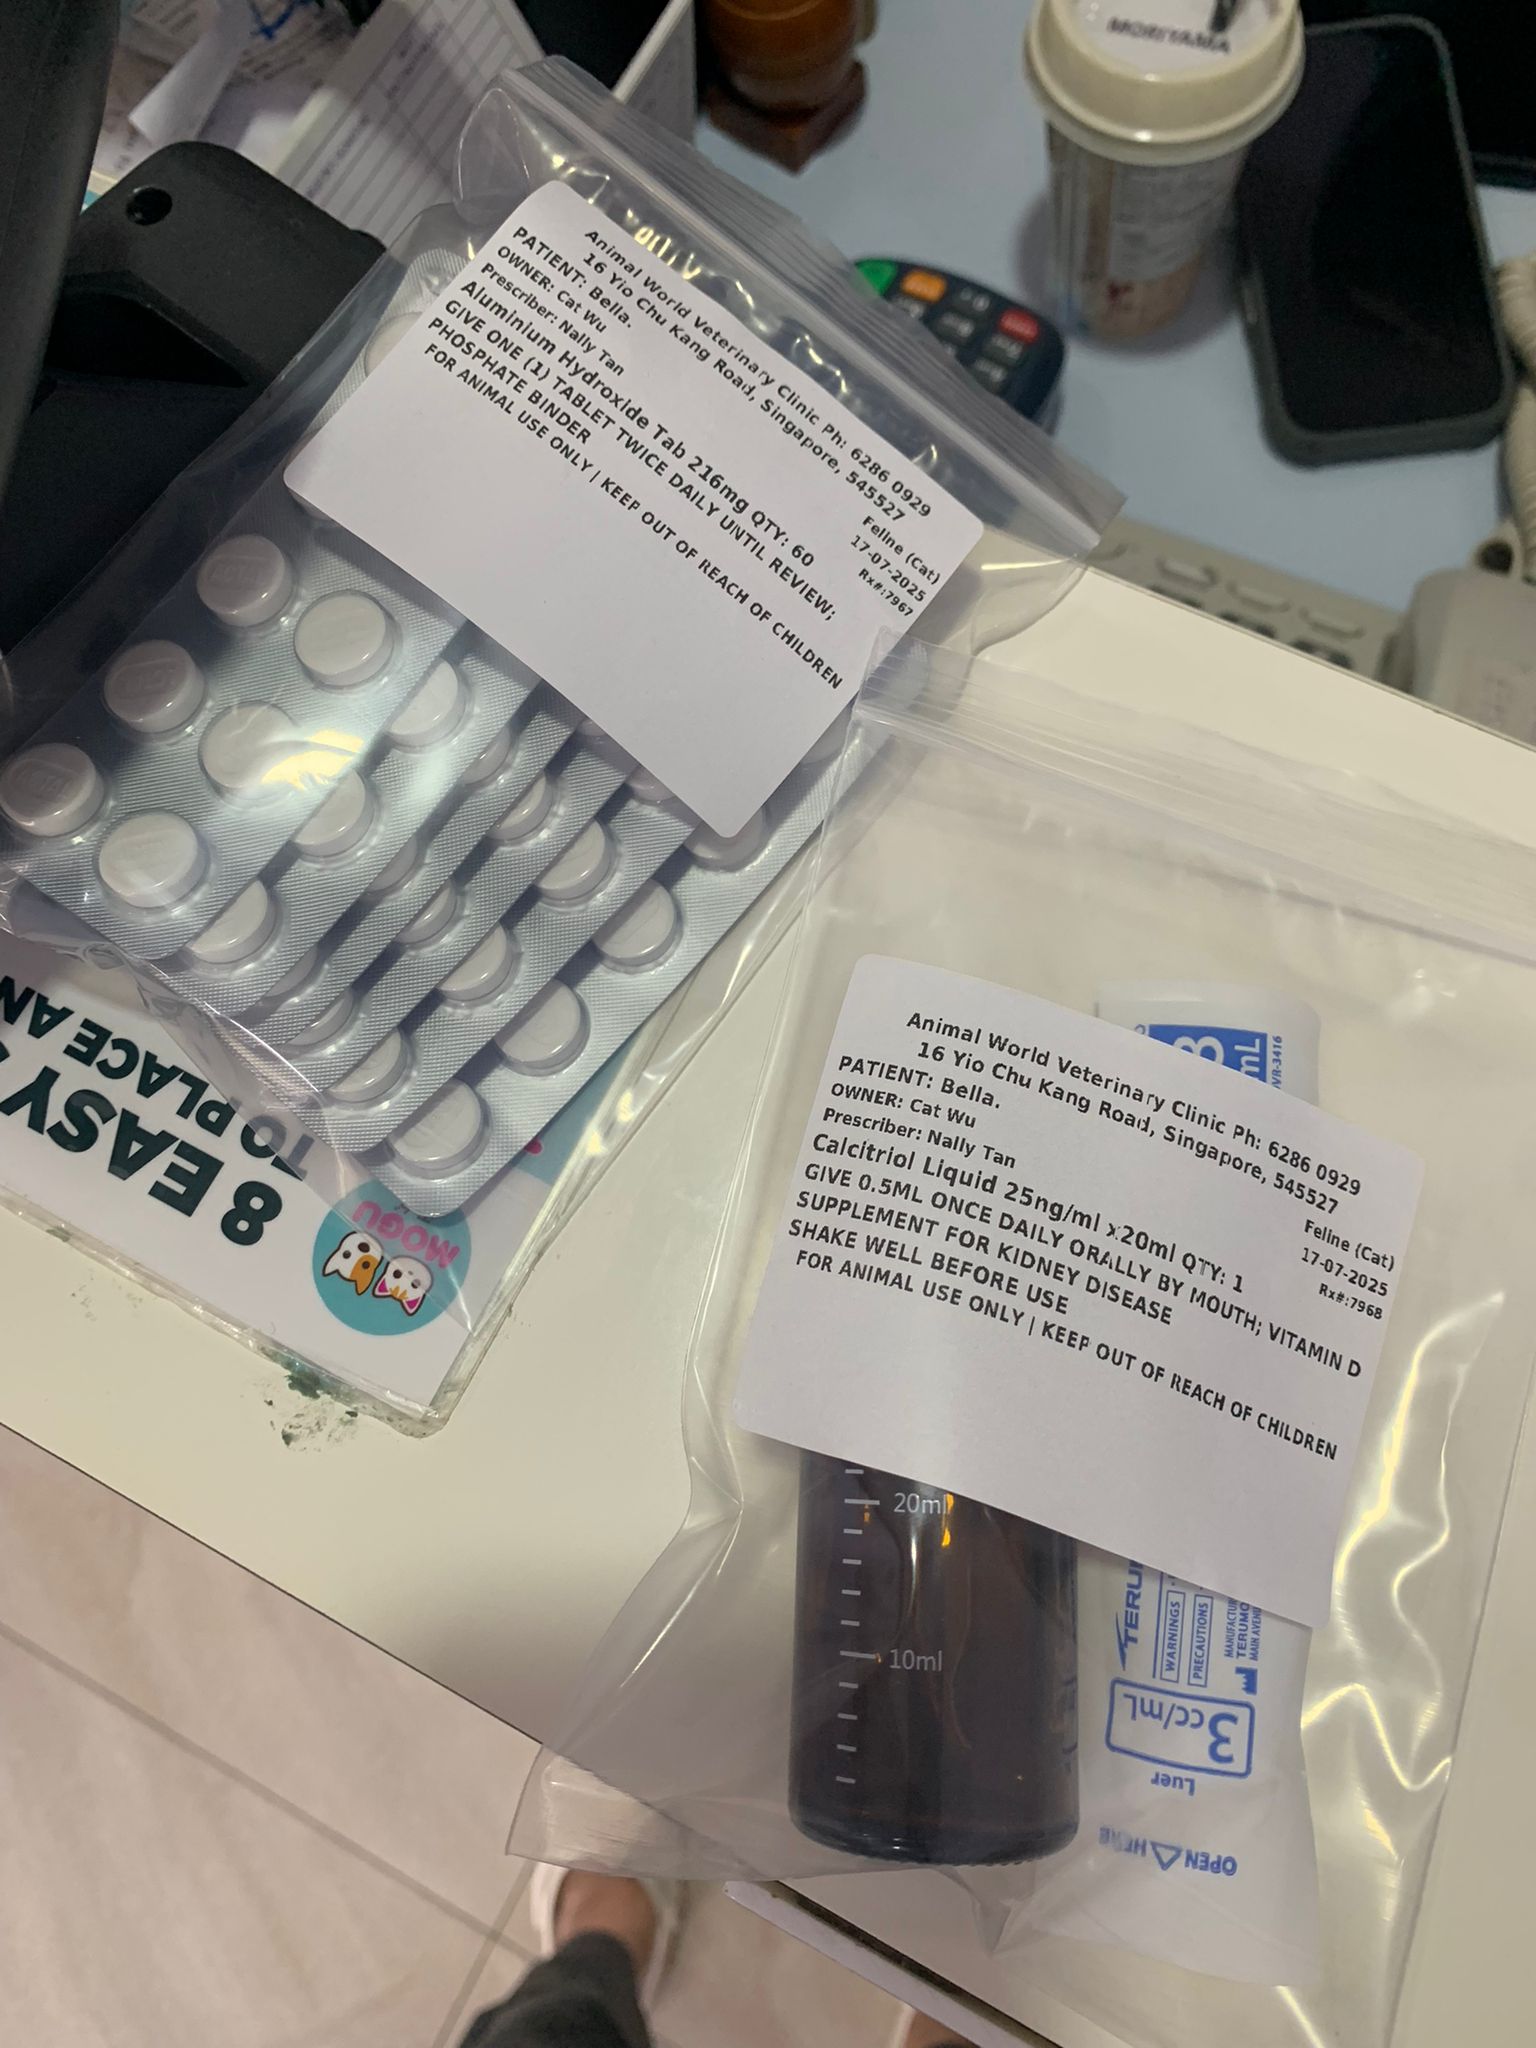 MORIYAMA
Animal World Veterinary Clinic Ph: 6286 0929
16 Yio Chu Kang Road, Singapore, 545527
PATIENT: Bella.
Feline (Cat)
OWNER: Cat Wu
17-07-2025
Prescriber: Nally Tan
Rx#:7967
Aluminium Hydroxide Tab 216mg QTY: 60
GIVE ONE (1) TABLET TWICE DAILY UNTIL REVIEW;
PHOSPHATE BINDER
FOR ANIMAL USE ONLY | KEEP OUT OF REACH OF CHILDREN
8 EASY
TO PLACE AN
MOGU
Animal World Veterinary Clinic Ph: 6286 0929
16 Yio Chu Kang Road, Singapore, 545527
PATIENT: Bella.
Feline (Cat)
OWNER: Cat Wu
17-07-2025
Prescriber: Nally Tan
Rx#:7968
Calcitriol Liquid 25ng/ml x20ml QTY: 1
GIVE 0.5ML ONCE DAILY ORALLY BY MOUTH; VITAMIN D
SUPPLEMENT FOR KIDNEY DISEASE
SHAKE WELL BEFORE USE
FOR ANIMAL USE ONLY | KEEP OUT OF REACH OF CHILDREN
20ml
10ml
3
mL
TERUM
WARNINGS
PRECAUTIONS
MANUFACTUR
TERUMO
MAIN AVENU
3 cc/mL
Luer
OPEN HERE